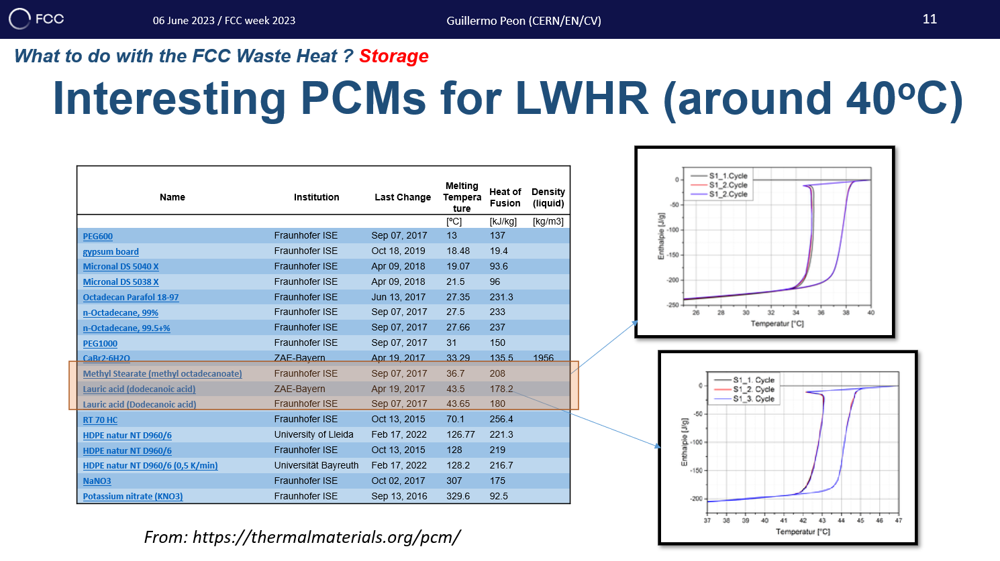 FCC
06 June 2023 / FCC week 2023
Guillermo Peon (CERN/EN/CV)
11
What to do with the FCC Waste Heat ? Storage
Interesting PCMs for LWHR (around 40ºC)
Name Institution Last Change Melting Tempera ture Heat of Fusion Density (liquid)
[ºC] [kJ/kg] [kg/m3]
PEG600 Fraunhofer ISE Sep 07, 2017 13 137
gypsum board Fraunhofer ISE Oct 18, 2019 18.48 19.4
Micronal DS 5040 X Fraunhofer ISE Apr 09, 2018 19.07 93.6
Micronal DS 5038 X Fraunhofer ISE Apr 09, 2018 21.5 96
Octadecan Parafol 18-97 Fraunhofer ISE Jun 13, 2017 27.35 231.3
n-Octadecane, 99% Fraunhofer ISE Sep 07, 2017 27.5 233
n-Octadecane, 99.5+% Fraunhofer ISE Sep 07, 2017 27.66 237
PEG1000 Fraunhofer ISE Sep 07, 2017 31 150
CaBr2·6H2O ZAE-Bayern Apr 19, 2017 33.29 135.5 1956
Methyl Stearate (methyl octadecanoate) Fraunhofer ISE Sep 07, 2017 36.7 208
Lauric acid (dodecanoic acid) ZAE-Bayern Apr 19, 2017 43.5 178.2
Lauric acid (Dodecanoic acid) Fraunhofer ISE Sep 07, 2017 43.65 180
RT 70 HC Fraunhofer ISE Oct 13, 2015 70.1 256.4
HDPE natur NT D960/6 University of Lleida Feb 17, 2022 126.77 221.3
HDPE natur NT D960/6 Fraunhofer ISE Oct 13, 2015 128 219
HDPE natur NT D960/6 (0,5 K/min) Universität Bayreuth Feb 17, 2022 128.2 216.7
NaNO3 Fraunhofer ISE Oct 02, 2017 307 175
Potassium nitrate (KNO3) Fraunhofer ISE Sep 13, 2016 329.6 92.5
From: https://thermalmaterials.org/pcm/
S1_1.Cycle
S1_2.Cycle
S1_2.Cycle
Enthalpie [J/g]
0
-50
-100
-150
-200
-250
26 28 30 32 34 36 38 40
Temperatur [°C]
S1_1. Cycle
S1_2. Cycle
S1_3. Cycle
Enthalpie [J/g]
0
-50
-100
-150
-200
37 38 39 40 41 42 43 44 45 46 47
Temperatur [°C]